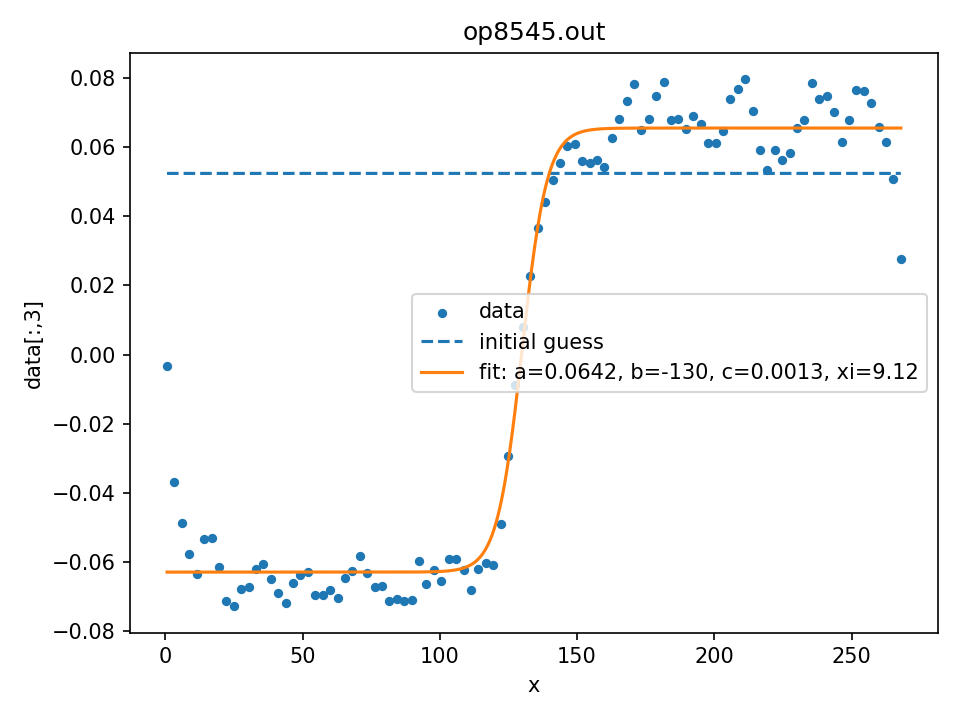 op8545.out
data[:,3]
0.08
0.06
0.04
0.02
0.00
−0.02
−0.04
−0.06
−0.08
data
initial guess
fit: a=0.0642, b=-130, c=0.0013, xi=9.12
0 50 100 150 200 250
x